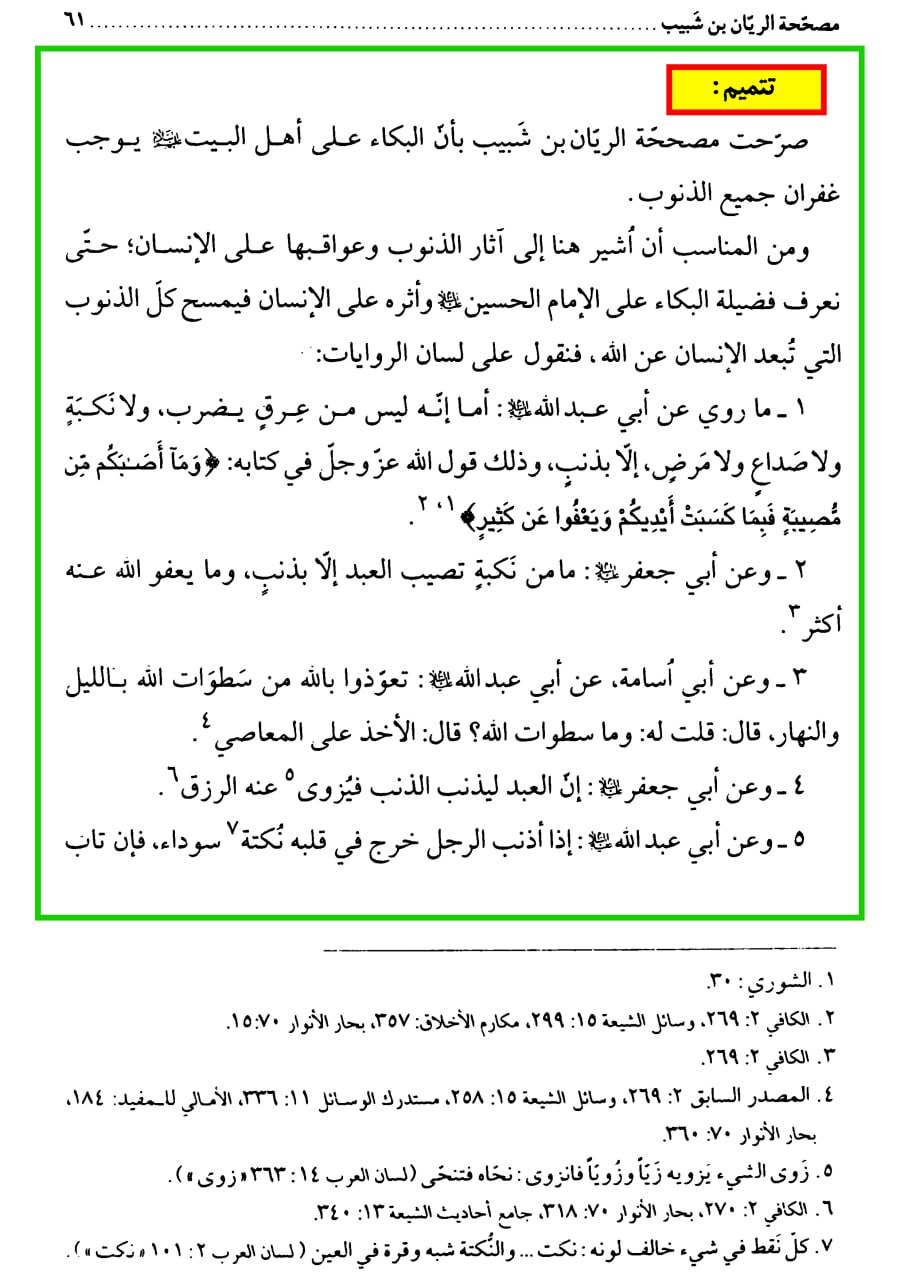 مصحّحة الريّان بن شَبيب ........................................................................ ٦١
تتميم:
صرّحت مصححّة الريّان بن شَبيب بأنّ البكاء على أهل البيت عليهم السلام يوجب
غفران جميع الذنوب.
ومن المناسب أن أُشير هنا إلى آثار الذنوب وعواقبها على الإنسان؛ حتّى
نعرف فضيلة البكاء على الإمام الحسين عليه السلام وأثره على الإنسان فيمسح كلّ الذنوب
التي تُبعد الإنسان عن الله، فنقول على لسان الروايات:
١ ـ ما روي عن أبي عبدالله عليه السلام: أما إنّه ليس من عِرقٍ يضرب، ولا نَكبَةٍ
ولا صَداعٍ ولا مَرضٍ، إلّا بذنبٍ، وذلك قول الله عزّوجلّ في كتابه: ﴿وَمَآ أَصَـٰبَكُم مِّن
مُّصِيبَةٍ فَبِمَا كَسَبَتْ أَيْدِيكُمْ وَيَعْفُوا عَن كَثِيرٍ﴾ ١، ٢.
٢ ـ وعن أبي جعفر عليه السلام: مامن نَكبةٍ تصيب العبد إلّا بذنبٍ، وما يعفو الله عنه
أكثر ٣.
٣ ـ وعن أبي أُسامة، عن أبي عبدالله عليه السلام: تعوّذوا بالله من سَطوَات الله بالليل
والنهار، قال: قلت له: وما سطوات الله؟ قال: الأخذ على المعاصي ٤.
٤ ـ وعن أبي جعفر عليه السلام: إنّ العبد ليذنب الذنب فيُزوى ٥ عنه الرزق ٦.
٥ ـ وعن أبي عبدالله عليه السلام: إذا أذنب الرجل خرج في قلبه نُكتة ٧ سوداء، فإن تاب
١. الشوري: ٣٠.
٢. الكافي ٢: ٢٦٩، وسائل الشيعة ١٥: ٢٩٩، مكارم الأخلاق: ٣٥٧، بحار الأنوار ٧٠: ١٥.
٣. الكافي ٢: ٢٦٩.
٤. المصدر السابق ٢: ٢٦٩، وسائل الشيعة ١٥: ٢٥٨، مستدرك الوسائل ١١: ٣٣٦، الأمالي للمفيد: ١٨٤،
بحار الأنوار ٧٠: ٣٦٠.
٥. زَوى الشيء يَزويه زَيّاً وزُويّاً فانزوى: نحّاه فتنحّى (لسان العرب ١٤: ٣٦٣ «زوى»).
٦. الكافي ٢: ٢٧٠، بحار الأنوار ٧٠: ٣١٨، جامع أحاديث الشيعة ١٣: ٣٤٠.
٧. كلّ نَقط في شيء خالف لونه: نكت... والنُكتة شبه وقرة في العين (لسان العرب ٢: ١٠١ «نكت»).